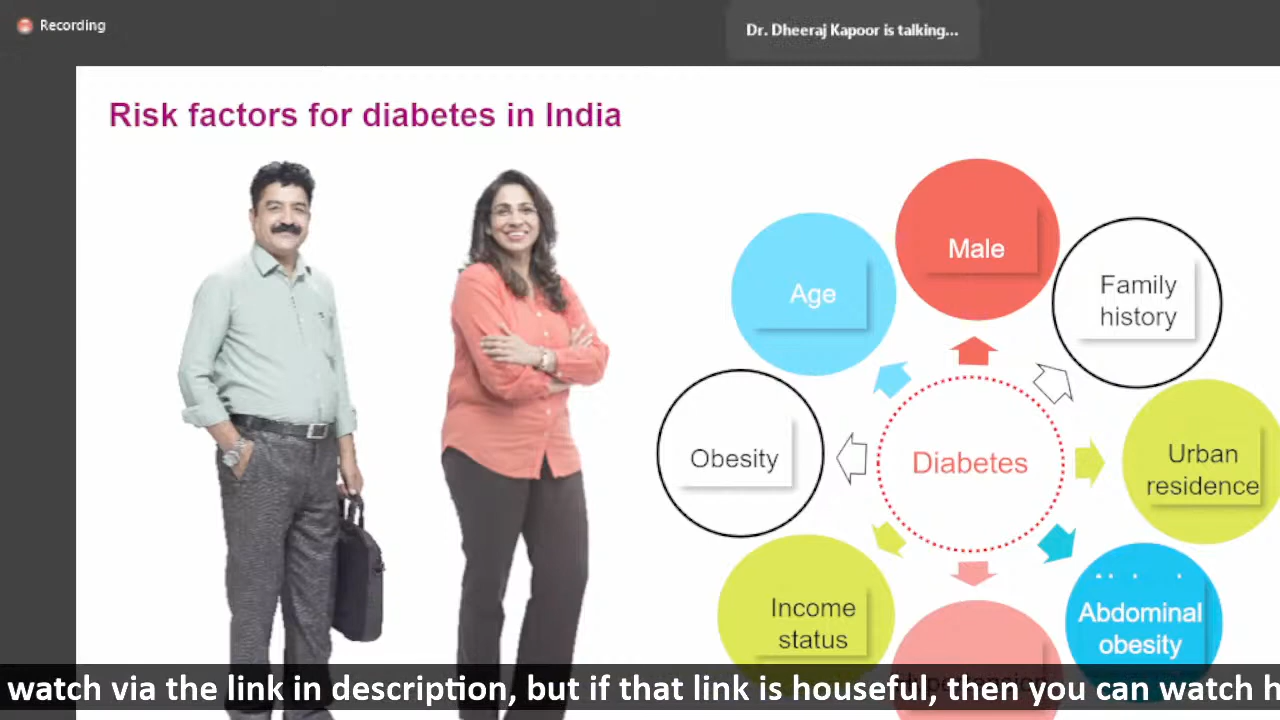 Recording
Dr. Dheeraj Kapoor is talking...
Risk factors for diabetes in India
Male
Age
Family
history
Diabetes
Obesity
Urban
residence
Income
status
Abdominal
obesity
watch via the link in description, but if that link is houseful, then you can watch h